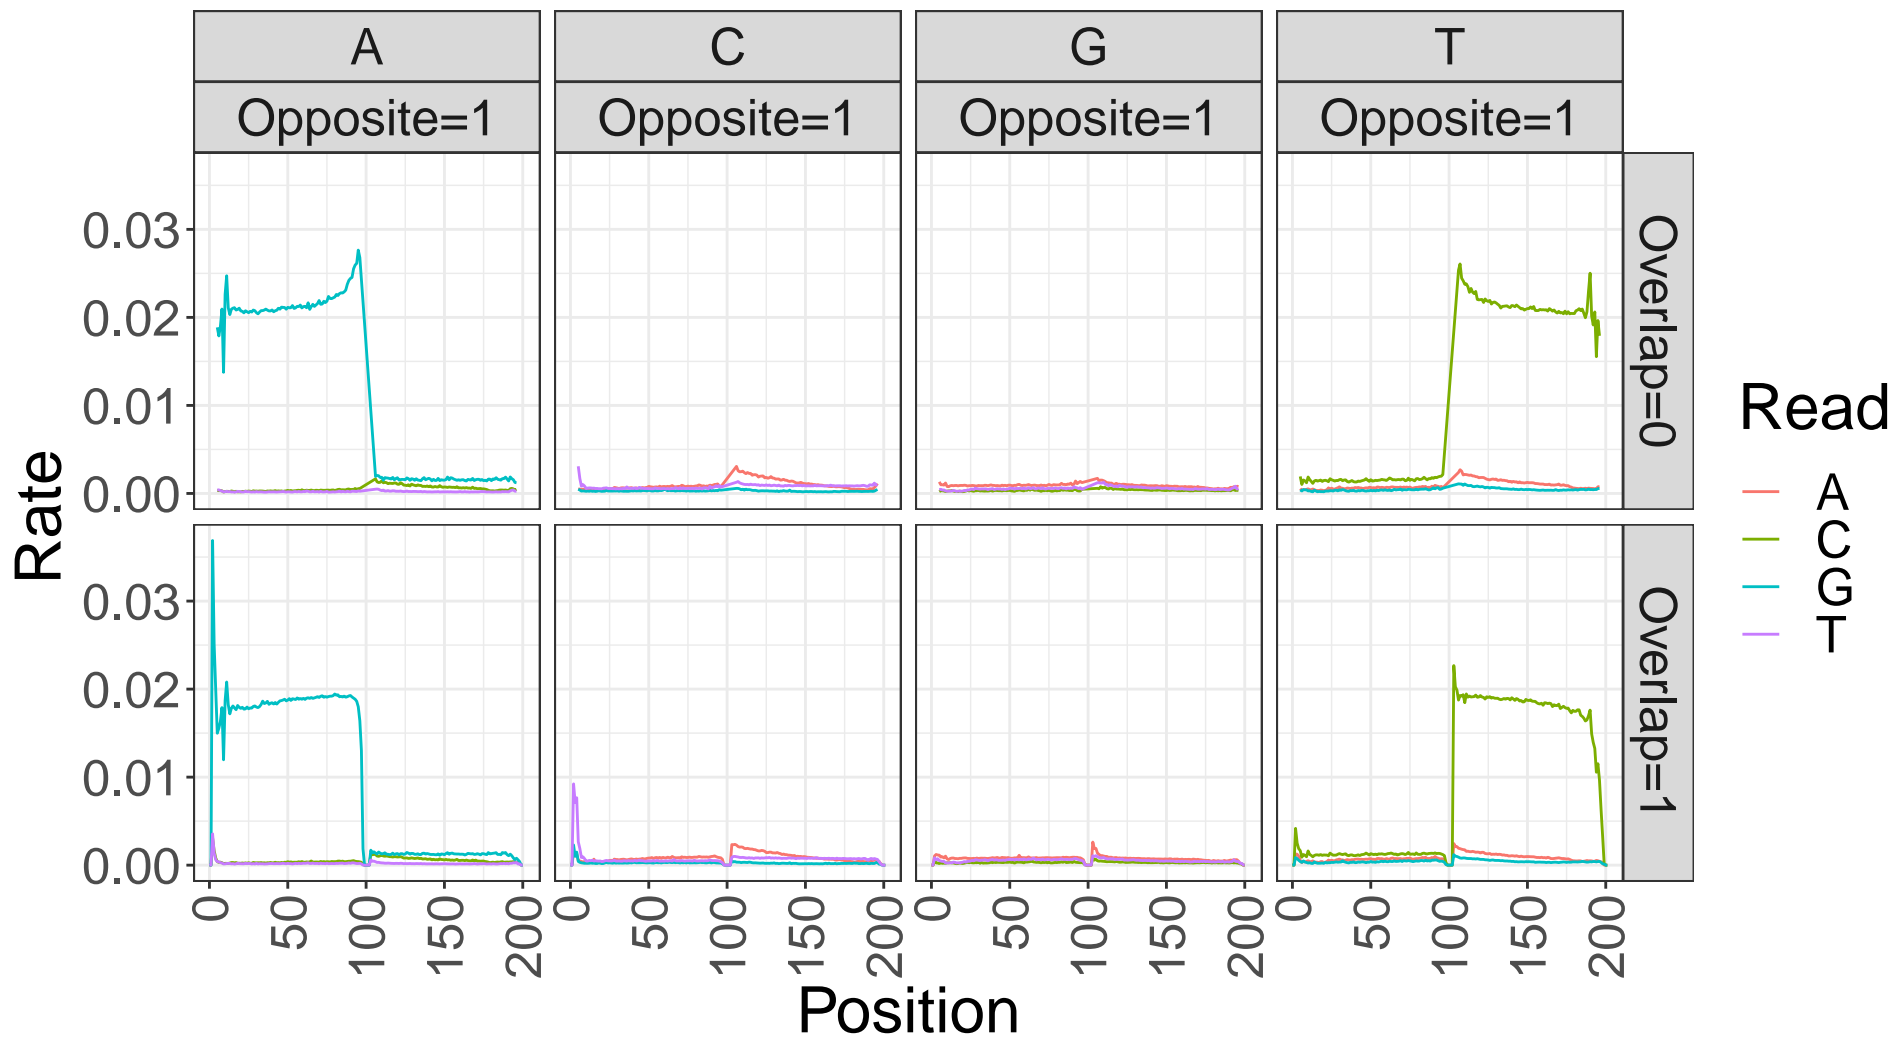 A C G T
Opposite=1 Opposite=1 Opposite=1 Opposite=1
0.03
0.02
0.01
0.00
Overlap=0
0.03
0.02
0.01
0.00
Overlap=1
Rate
0 50 100 150 200 0 50 100 150 200 0 50 100 150 200 0 50 100 150 200
Position
Read
A
C
G
T